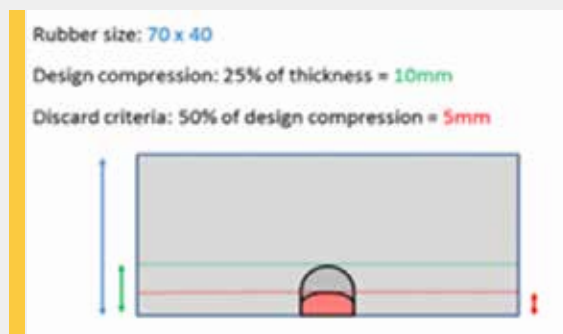 Rubber size: 70 x 40
Design compression: 25% of thickness = 10mm
Discard criteria: 50% of design compression = 5mm